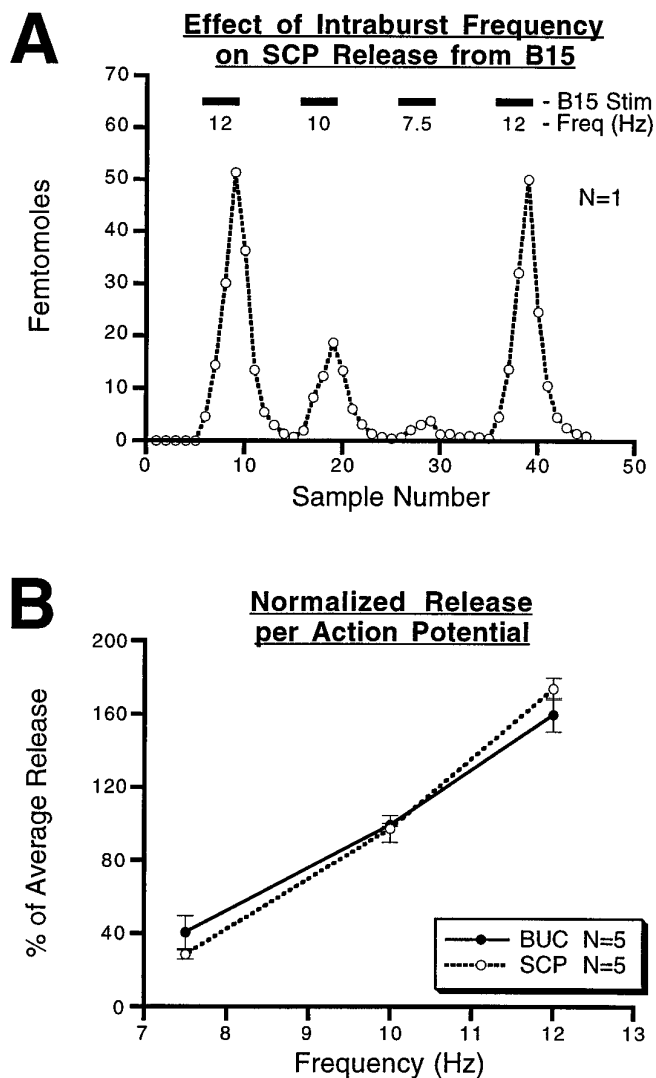 A
Effect of Intraburst Frequency
on SCP Release from B15
70
60
50
40
30
20
10
0
Femtomoles
- B15 Stim
12 10 7.5 12 - Freq (Hz)
N=1
0 10 20 30 40 50
Sample Number
B
Normalized Release
per Action Potential
200
160
120
80
40
0
% of Average Release
BUC N=5
SCP N=5
7 8 9 10 11 12 13
Frequency (Hz)